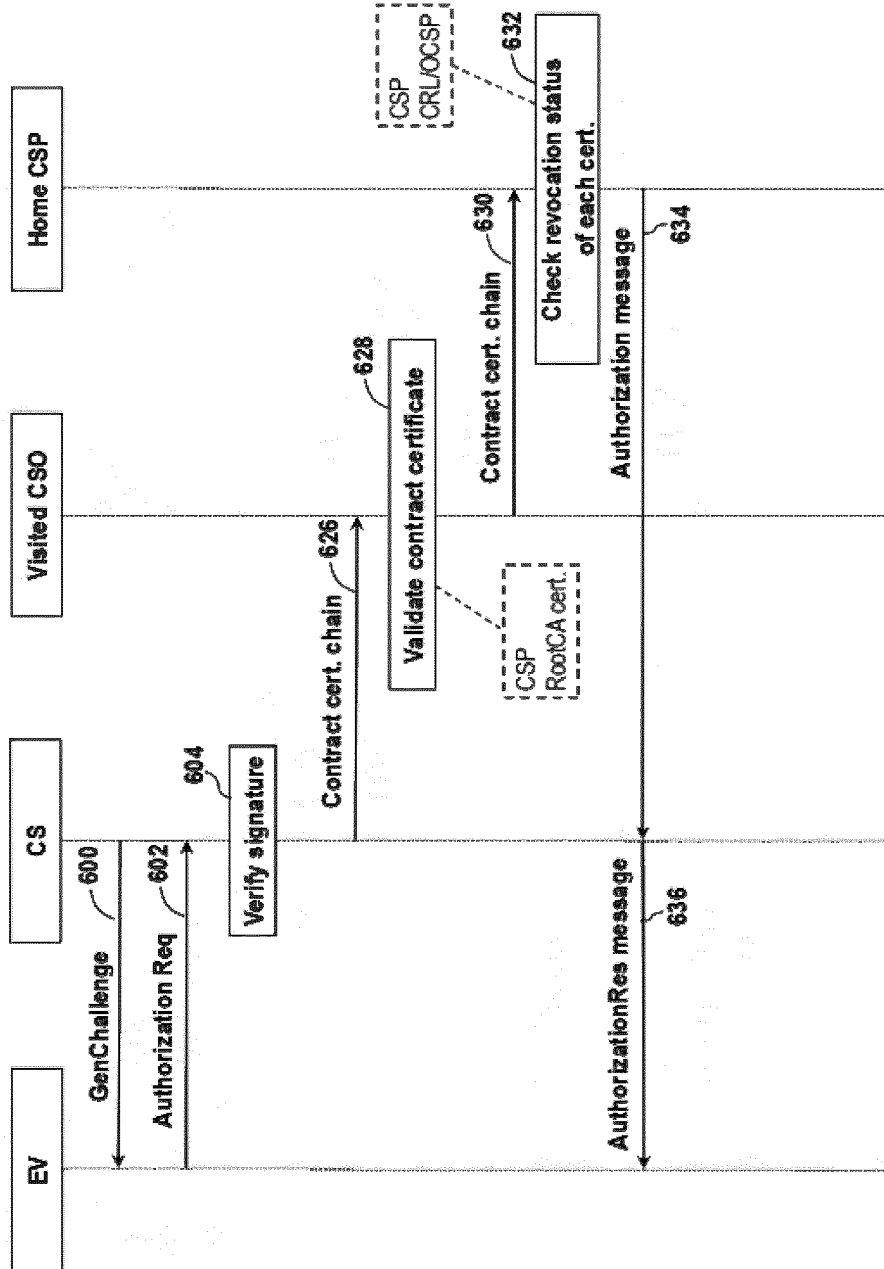 EV
CS
Visited CSO
Home CSP
GenChallenge
600
Authorization Req
602
604
Verify signature
Contract cert. chain
626
628
Validate contract certificate
CSP
RootCA cert.
Contract cert. chain
630
CSP
CRL/OCSP
632
Check revocation status
of each cert.
Authorization message
634
AuthorizationRes message
636